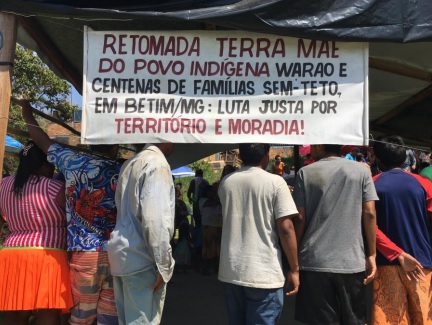 RETOMADA TERRA MÃE
DO POVO INDÍGENA WARAO E
CENTENAS DE FAMÍLIAS SEM-TETO,
EM BETIM/MG: LUTA JUSTA POR
TERRITÓRIO E MORADIA!